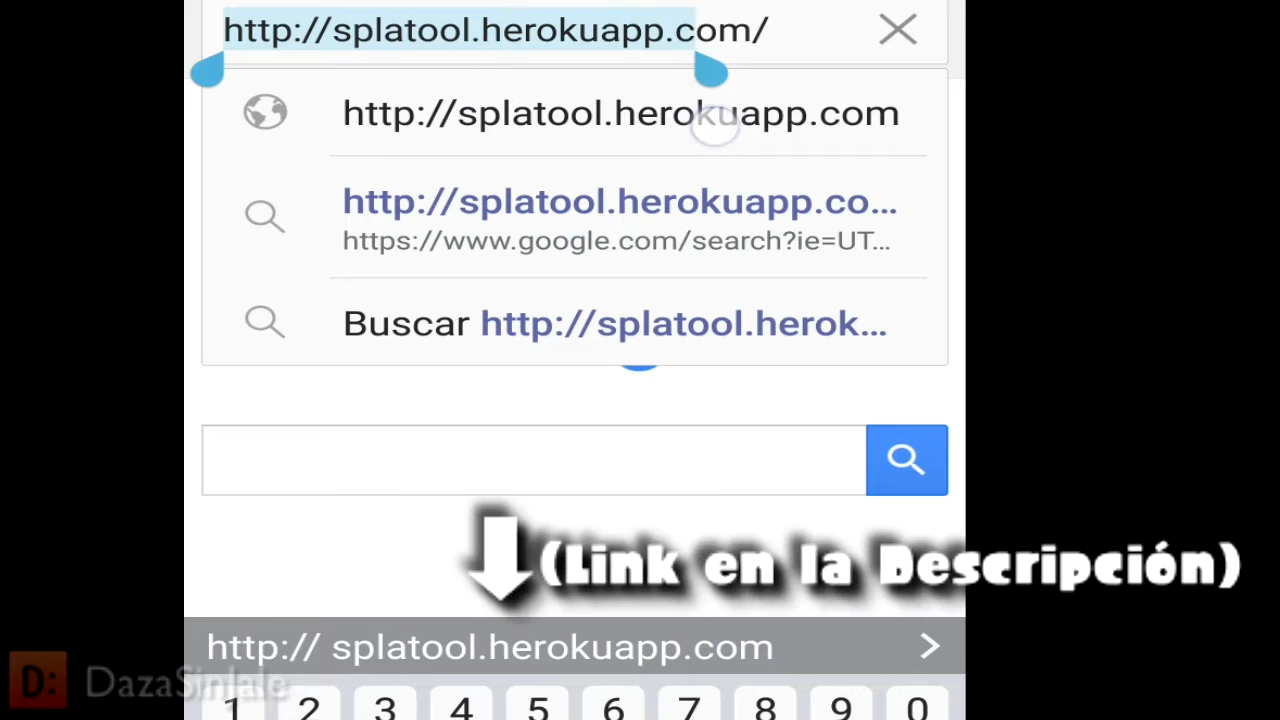 http://splatool.herokuapp.com/
http://splatool.herokuapp.com
http://splatool.herokuapp.co...
https://www.google.com/search?ie=UT...
Buscar http://splatool.herok...
(Link en la Descripción)
http:// splatool.herokuapp.com
D: DazaSinJale
1 2 3 4 5 6 7 8 9 0